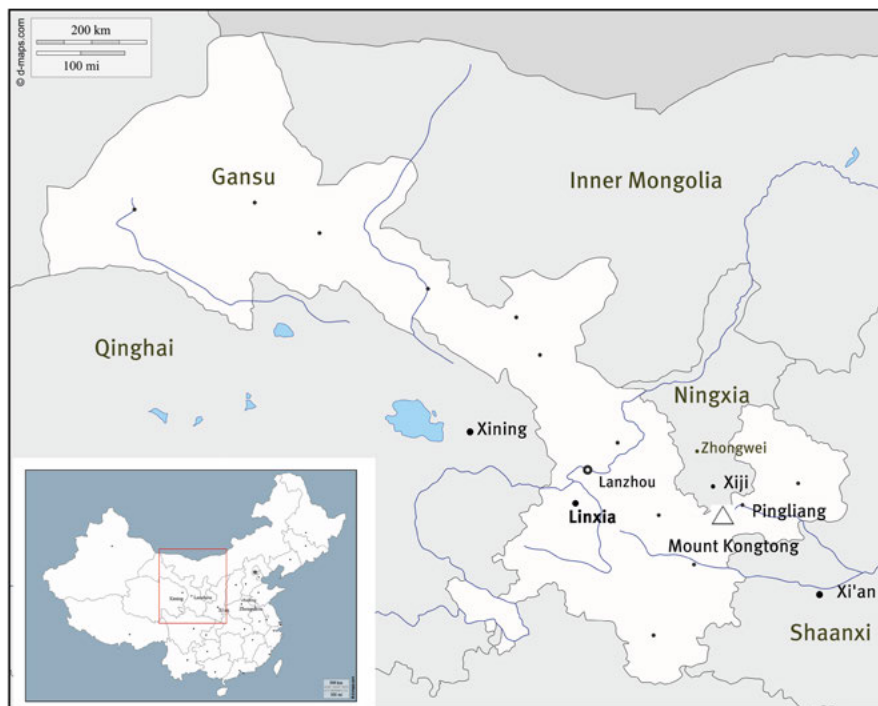 200 km
100 mi
© d-maps.com
Gansu
Inner Mongolia
Qinghai
Ningxia
Xining
Zhongwei
Lanzhou
Xiji
Linxia
Pingliang
Mount Kongtong
Xi'an
Shaanxi